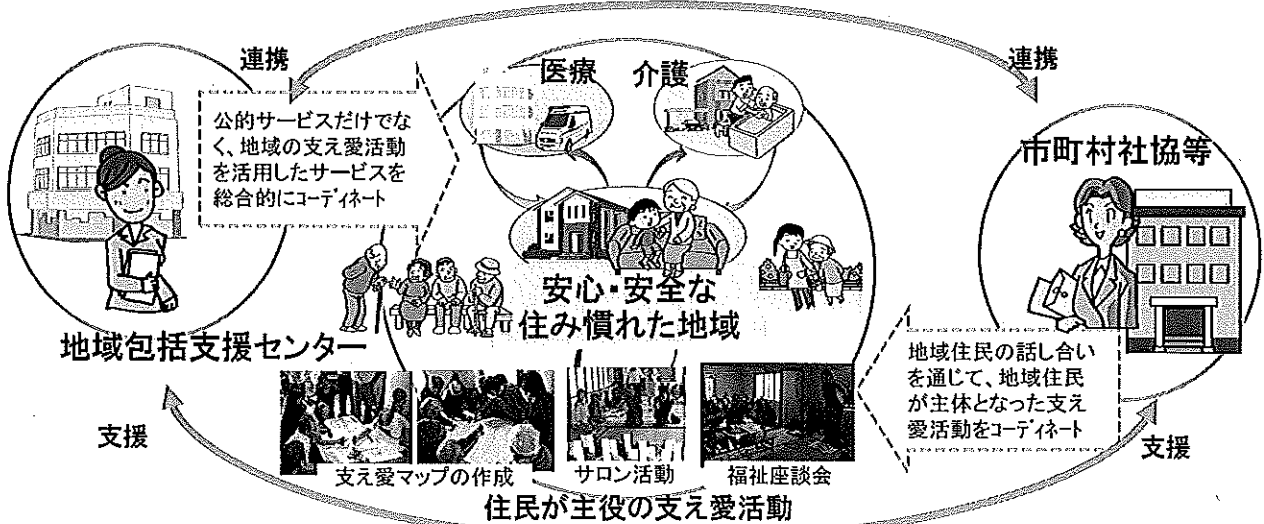 連携
連携
公的サービスだけでな
く、地域の支え愛活動
を活用したサービスを
総合的にコーディネート
医療
介護
市町村社協等
安心・安全な
住み慣れた地域
地域包括支援センター
地域住民の話し合い
を通じて、地域住民
が主体となった支え
愛活動をコーディネート
支援
支援
支え愛マップの作成
サロン活動
福祉座談会
住民が主役の支え愛活動